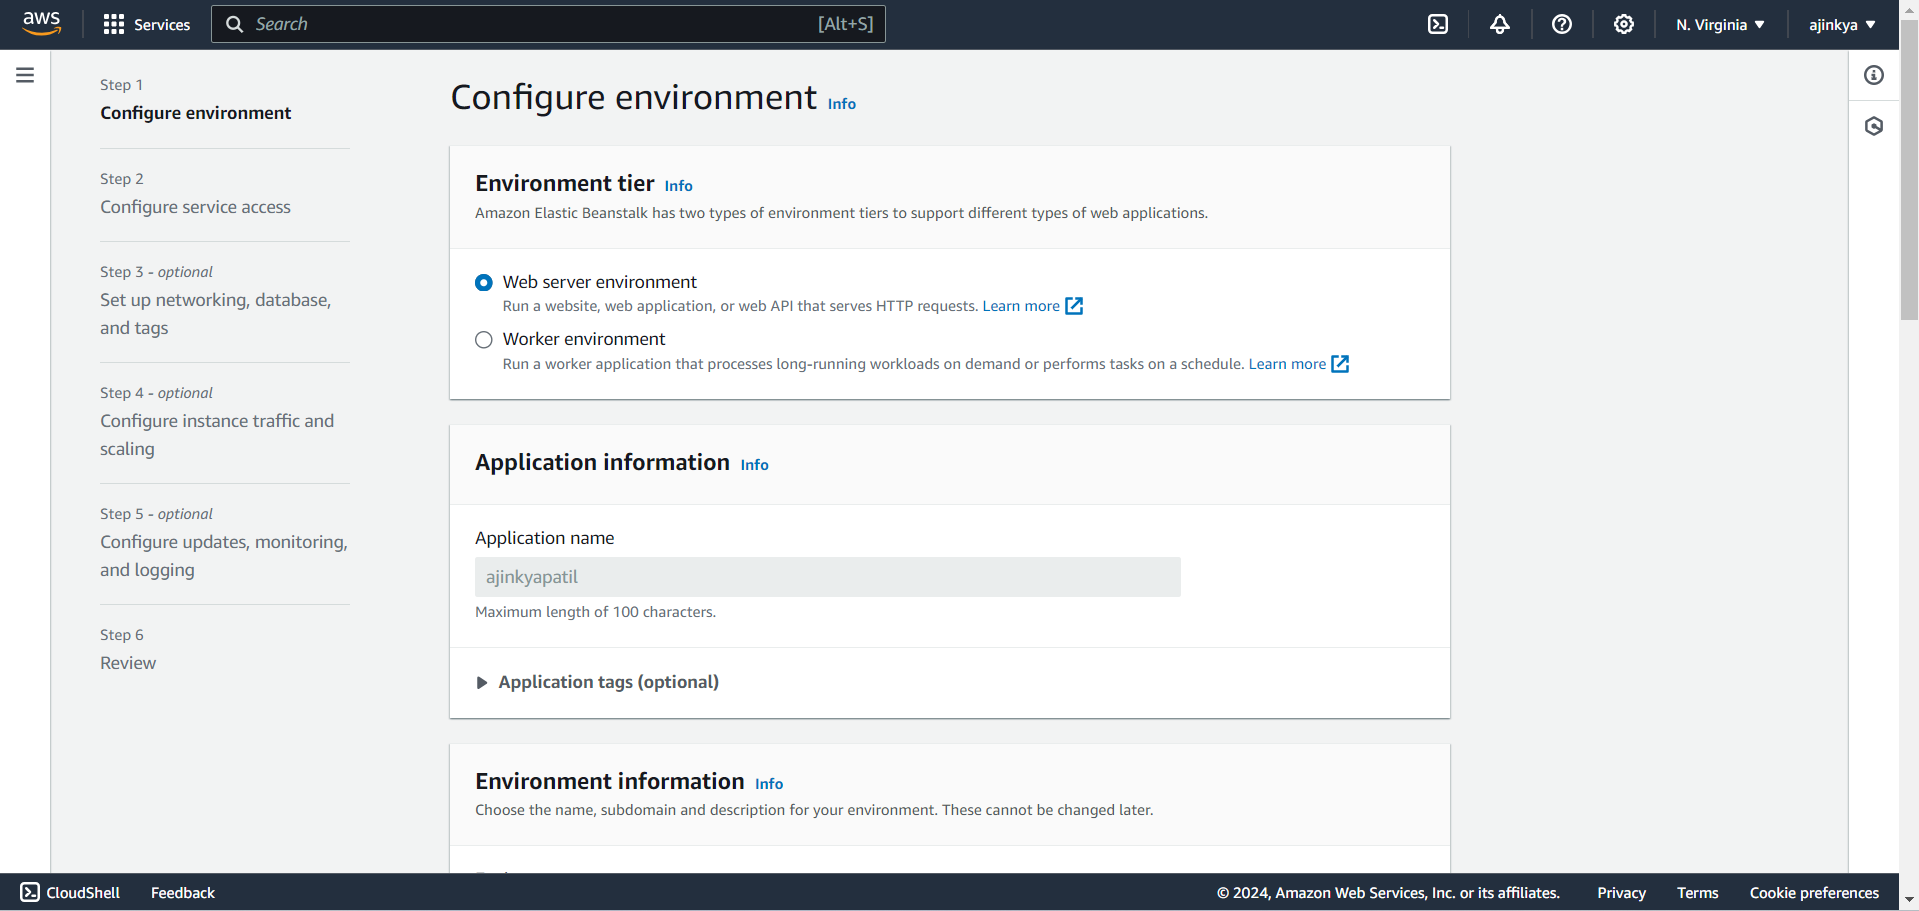 aws
Services
Search
[Alt+S]
N. Virginia
ajinkya
Step 1
Configure environment
Step 2
Configure service access
Step 3 - optional
Set up networking, database,
and tags
Step 4 - optional
Configure instance traffic and
scaling
Step 5 - optional
Configure updates, monitoring,
and logging
Step 6
Review
Configure environment Info
Environment tier Info
Amazon Elastic Beanstalk has two types of environment tiers to support different types of web applications.
Web server environment
Run a website, web application, or web API that serves HTTP requests. Learn more
Worker environment
Run a worker application that processes long-running workloads on demand or performs tasks on a schedule. Learn more
Application information Info
Application name
ajinkyapatil
Maximum length of 100 characters.
Application tags (optional)
Environment information Info
Choose the name, subdomain and description for your environment. These cannot be changed later.
CloudShell
Feedback
© 2024, Amazon Web Services, Inc. or its affiliates.
Privacy
Terms
Cookie preferences